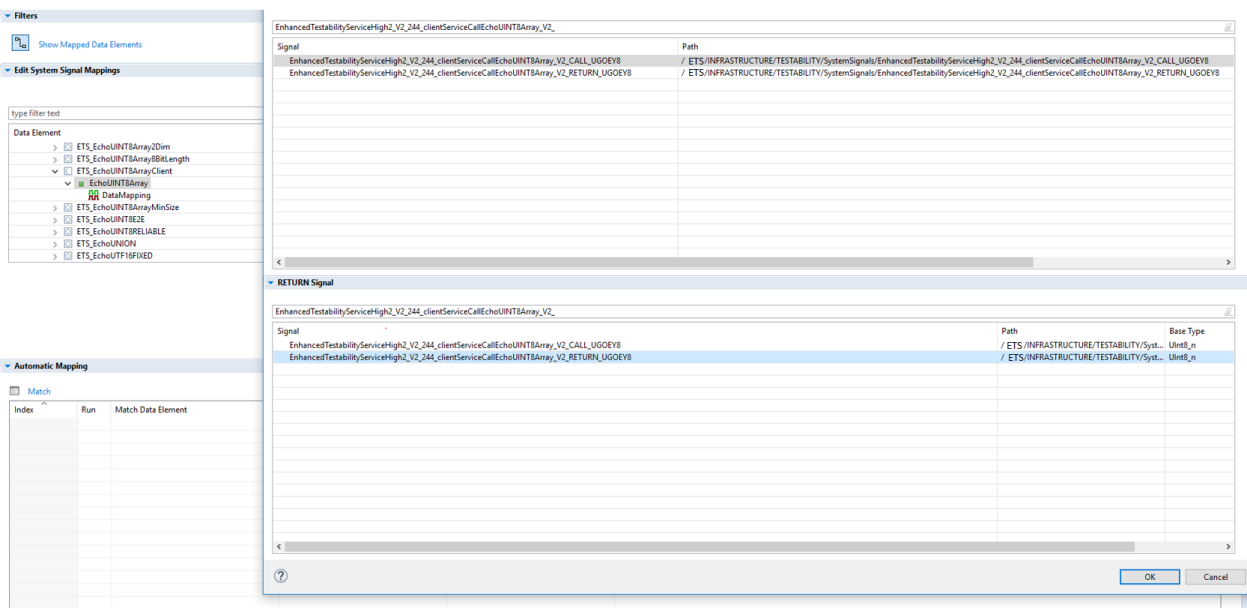 Filters
Show Mapped Data Elements
Edit System Signal Mappings
type filter text
Data Element
ETS_EchoUINT8Array2Dim
ETS_EchoUINT8Array8BitLength
ETS_EchoUINT8ArrayClient
EchoUINT8Array
DataMapping
ETS_EchoUINT8ArrayMinSize
ETS_EchoUINT8E2E
ETS_EchoUINT8RELIABLE
ETS_EchoUNION
ETS_EchoUTF16FIXED
Automatic Mapping
Match
Index Run Match Data Element
EnhancedTestabilityServiceHigh2_V2_244_clientServiceCallEchoUINT8Array_V2_
Signal Path
EnhancedTestabilityServiceHigh2_V2_244_clientServiceCallEchoUINT8Array_V2_CALL_UGOEY8 / ETS/INFRASTRUCTURE/TESTABILITY/SystemSignals/EnhancedTestabilityServiceHigh2_V2_244_clientServiceCallEchoUINT8Array_V2_CALL_UGOEY8
EnhancedTestabilityServiceHigh2_V2_244_clientServiceCallEchoUINT8Array_V2_RETURN_UGOEY8 / ETS/INFRASTRUCTURE/TESTABILITY/SystemSignals/EnhancedTestabilityServiceHigh2_V2_244_clientServiceCallEchoUINT8Array_V2_RETURN_UGOEY8
RETURN Signal
EnhancedTestabilityServiceHigh2_V2_244_clientServiceCallEchoUINT8Array_V2_
Signal Path Base Type
EnhancedTestabilityServiceHigh2_V2_244_clientServiceCallEchoUINT8Array_V2_CALL_UGOEY8 / ETS/INFRASTRUCTURE/TESTABILITY/Syst... UInt8_n
EnhancedTestabilityServiceHigh2_V2_244_clientServiceCallEchoUINT8Array_V2_RETURN_UGOEY8 / ETS/INFRASTRUCTURE/TESTABILITY/Syst... UInt8_n
? OK Cancel